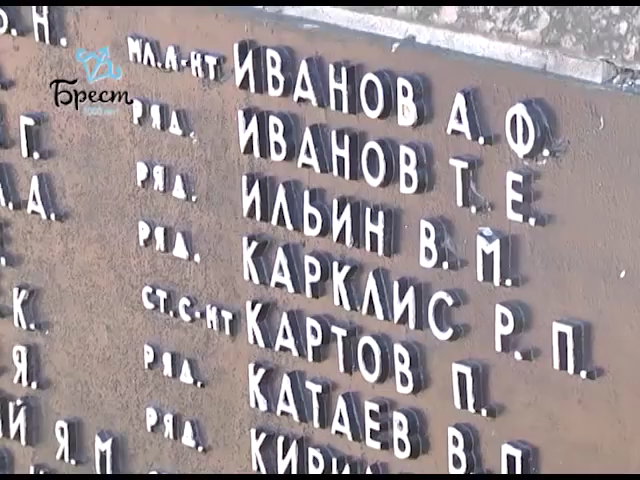 Брест
В. Н.
Г.
А.
К.
Я.
Й Я. М
МЛ. Л-НТ ИВАНОВ А. Ф.
РЯД. ИВАНОВ Т. Е.
РЯД. ИЛЬИН В. М.
РЯД. КАРКЛИС Р. П.
СТ. С-НТ КАРТОВ П.
РЯД. КАТАЕВ В. П
РЯД.